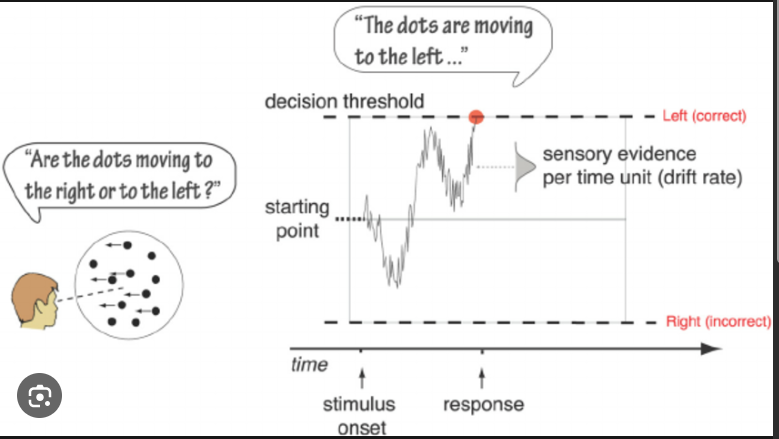 “The dots are moving
to the left ...”
decision threshold
Left (correct)
“Are the dots moving to
the right or to the left ?”
sensory evidence
per time unit (drift rate)
starting
point
Right (incorrect)
time
stimulus
onset
response